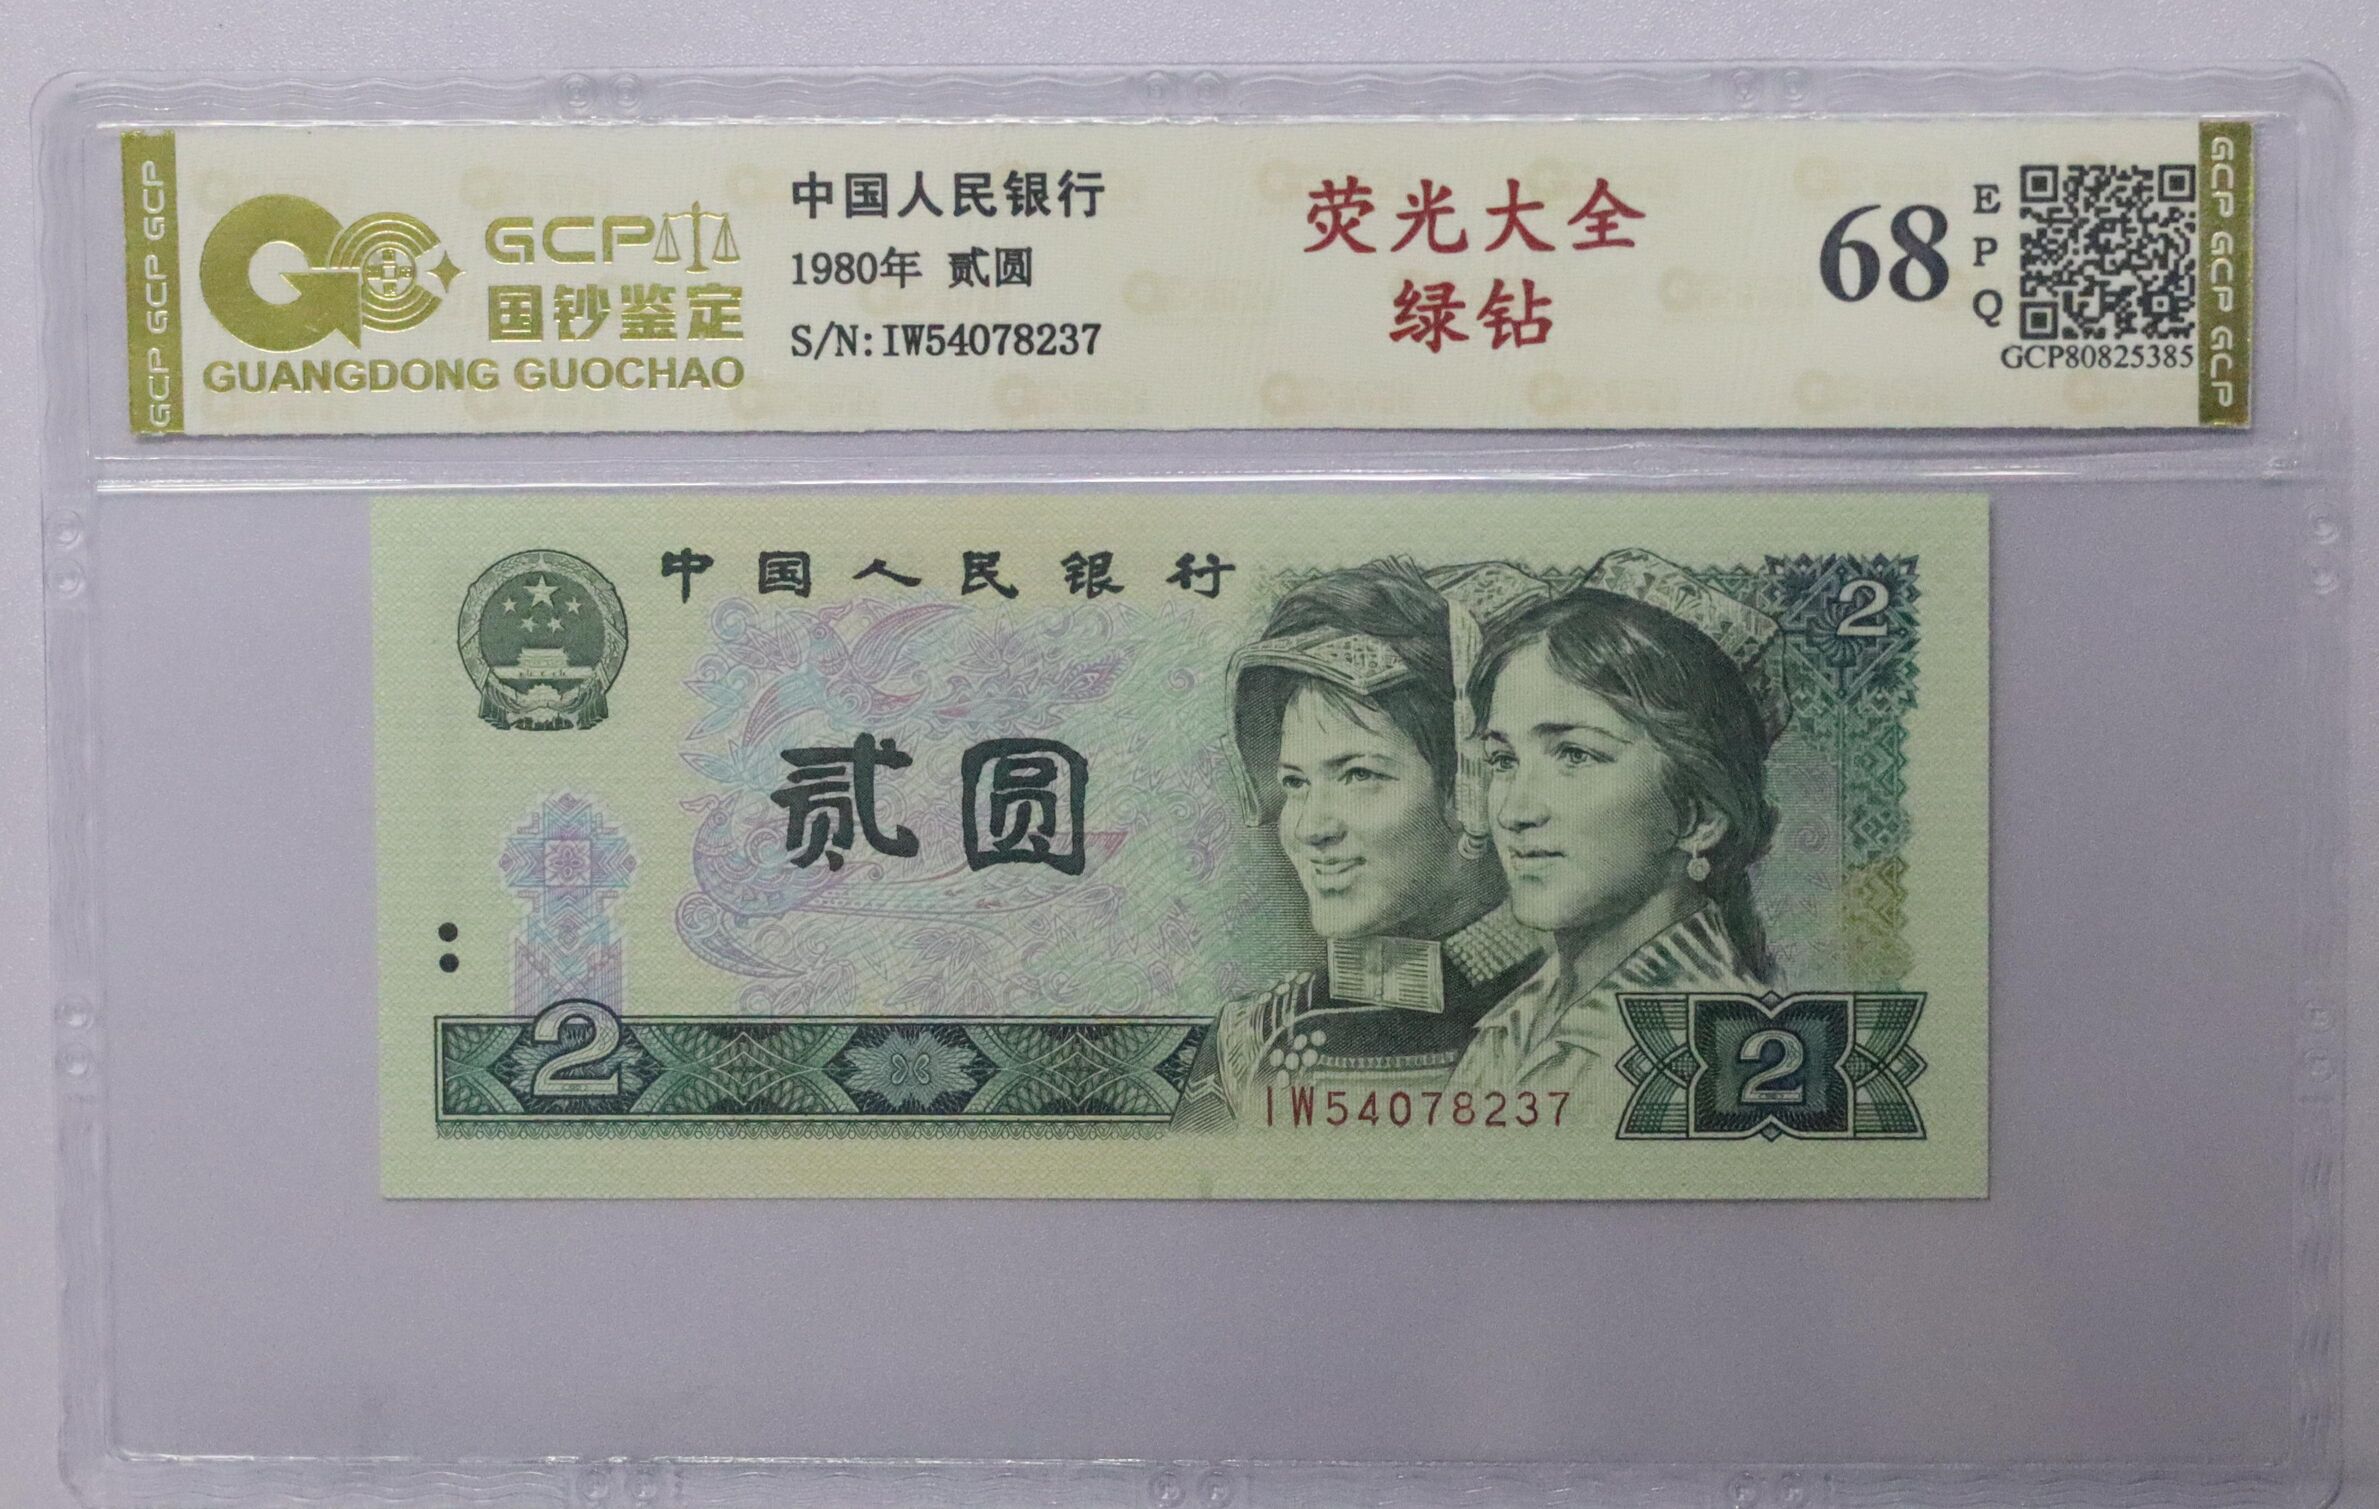 GCP GCP GCP
GCP
国钞鉴定
GUANGDONG GUOCHAO
中国人民银行
1980年 贰圆
S/N:IW54078237
荧光大全
绿钻
68
EPQ
GCP80825385
GCP GCP GCP
中国人民银行
2
贰圆
2
IW54078237
2